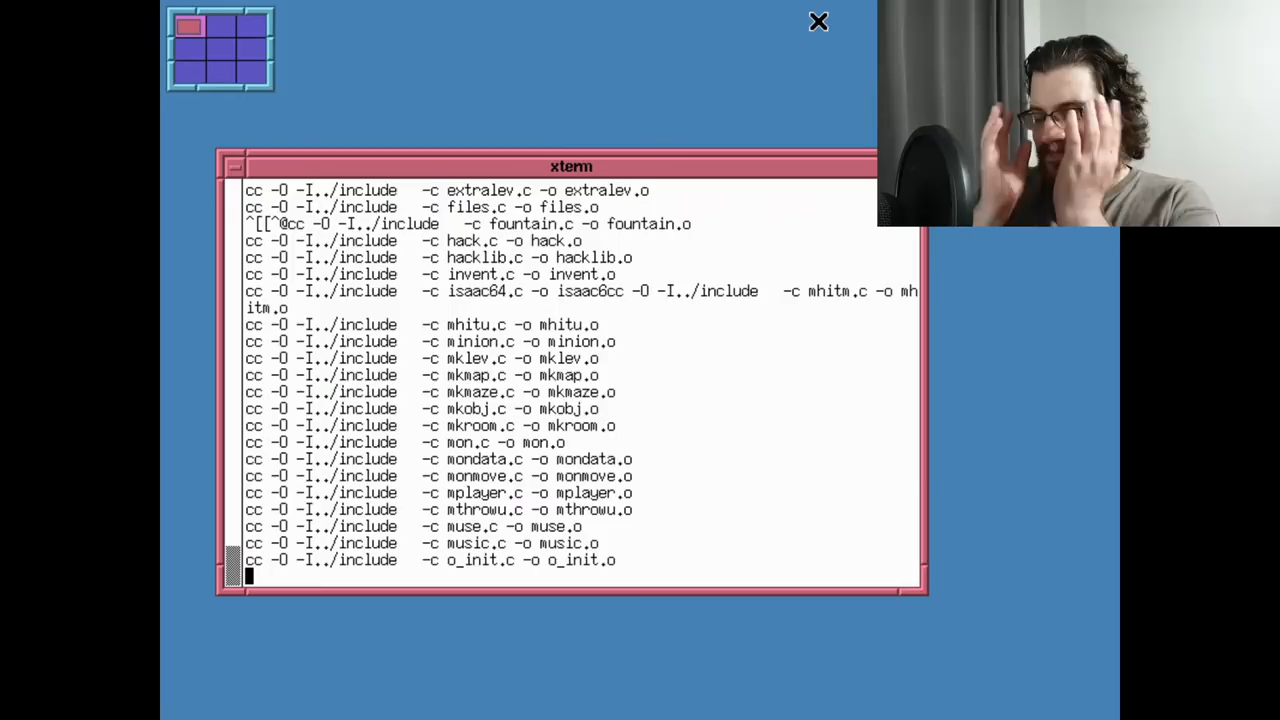 xterm
cc -O -I../include   -c extralev.c -o extralev.o
cc -O -I../include   -c files.c -o files.o
^[[^@cc -O -I../include   -c fountain.c -o fountain.o
cc -O -I../include   -c hack.c -o hack.o
cc -O -I../include   -c hacklib.c -o hacklib.o
cc -O -I../include   -c invent.c -o invent.o
cc -O -I../include   -c isaac64.c -o isaac6cc -O -I../include   -c mhitm.c -o mh
itm.o
cc -O -I../include   -c mhitu.c -o mhitu.o
cc -O -I../include   -c minion.c -o minion.o
cc -O -I../include   -c mklev.c -o mklev.o
cc -O -I../include   -c mkmap.c -o mkmap.o
cc -O -I../include   -c mkmaze.c -o mkmaze.o
cc -O -I../include   -c mkobj.c -o mkobj.o
cc -O -I../include   -c mkroom.c -o mkroom.o
cc -O -I../include   -c mon.c -o mon.o
cc -O -I../include   -c mondata.c -o mondata.o
cc -O -I../include   -c monmove.c -o monmove.o
cc -O -I../include   -c mplayer.c -o mplayer.o
cc -O -I../include   -c mthrowu.c -o mthrowu.o
cc -O -I../include   -c muse.c -o muse.o
cc -O -I../include   -c music.c -o music.o
cc -O -I../include   -c o_init.c -o o_init.o